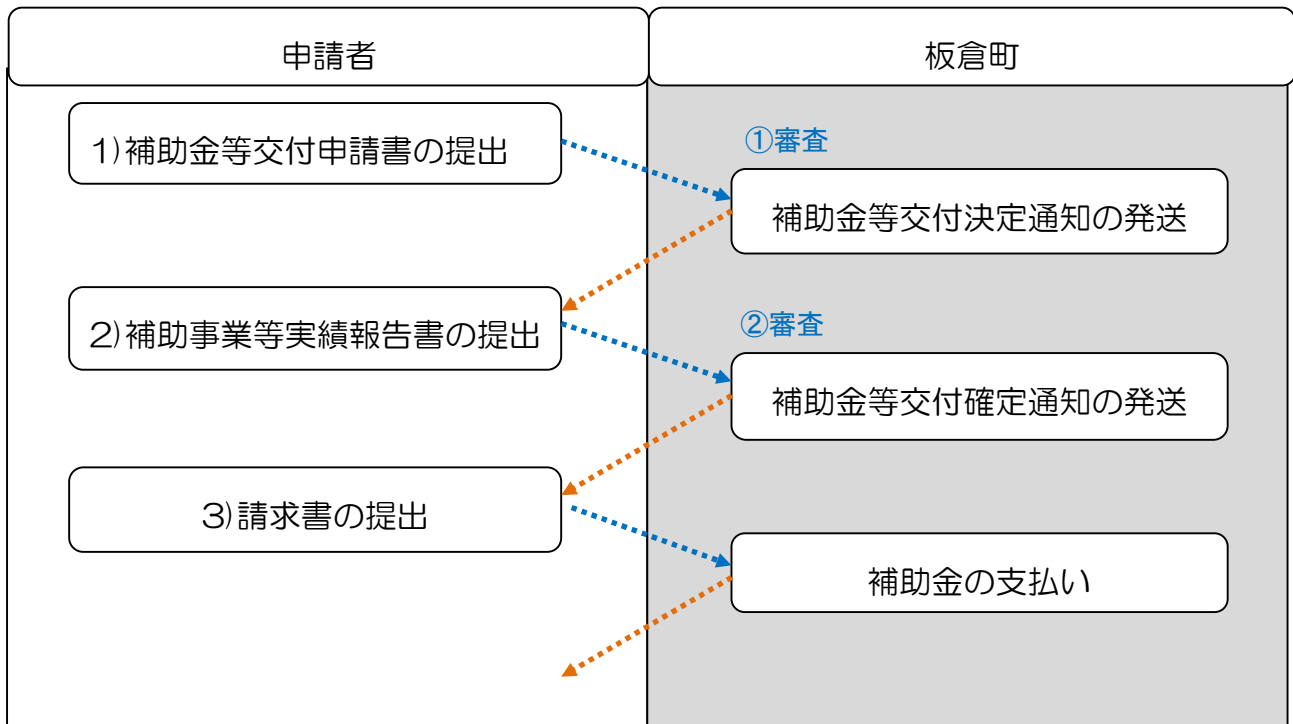 申請者
板倉町
1)補助金等交付申請書の提出
①審査
補助金等交付決定通知の発送
2)補助事業等実績報告書の提出
②審査
補助金等交付確定通知の発送
3)請求書の提出
補助金の支払い